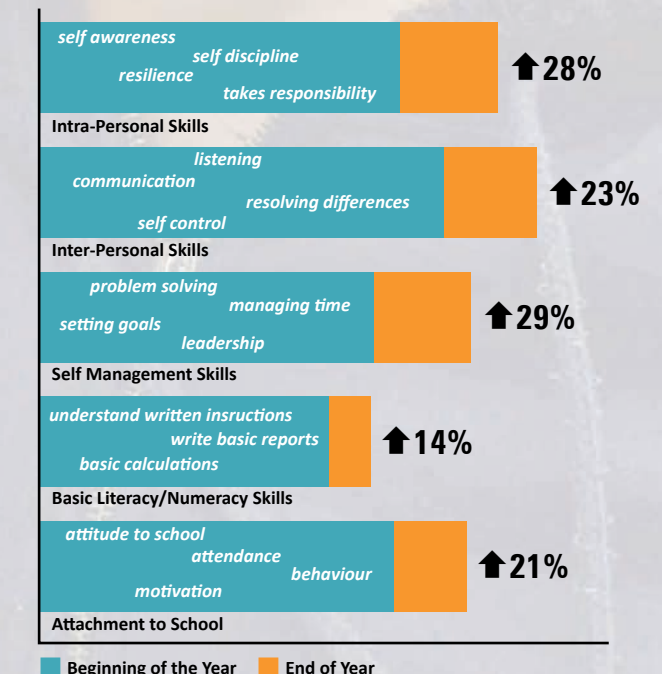 self awareness
self discipline
resilience
takes responsibility
28%
Intra-Personal Skills
listening
communication
resolving differences
self control
23%
Inter-Personal Skills
problem solving
managing time
setting goals
leadership
29%
Self Management Skills
understand written insructions
write basic reports
basic calculations
14%
Basic Literacy/Numeracy Skills
attitude to school
attendance
behaviour
motivation
21%
Attachment to School
Beginning of the Year End of Year